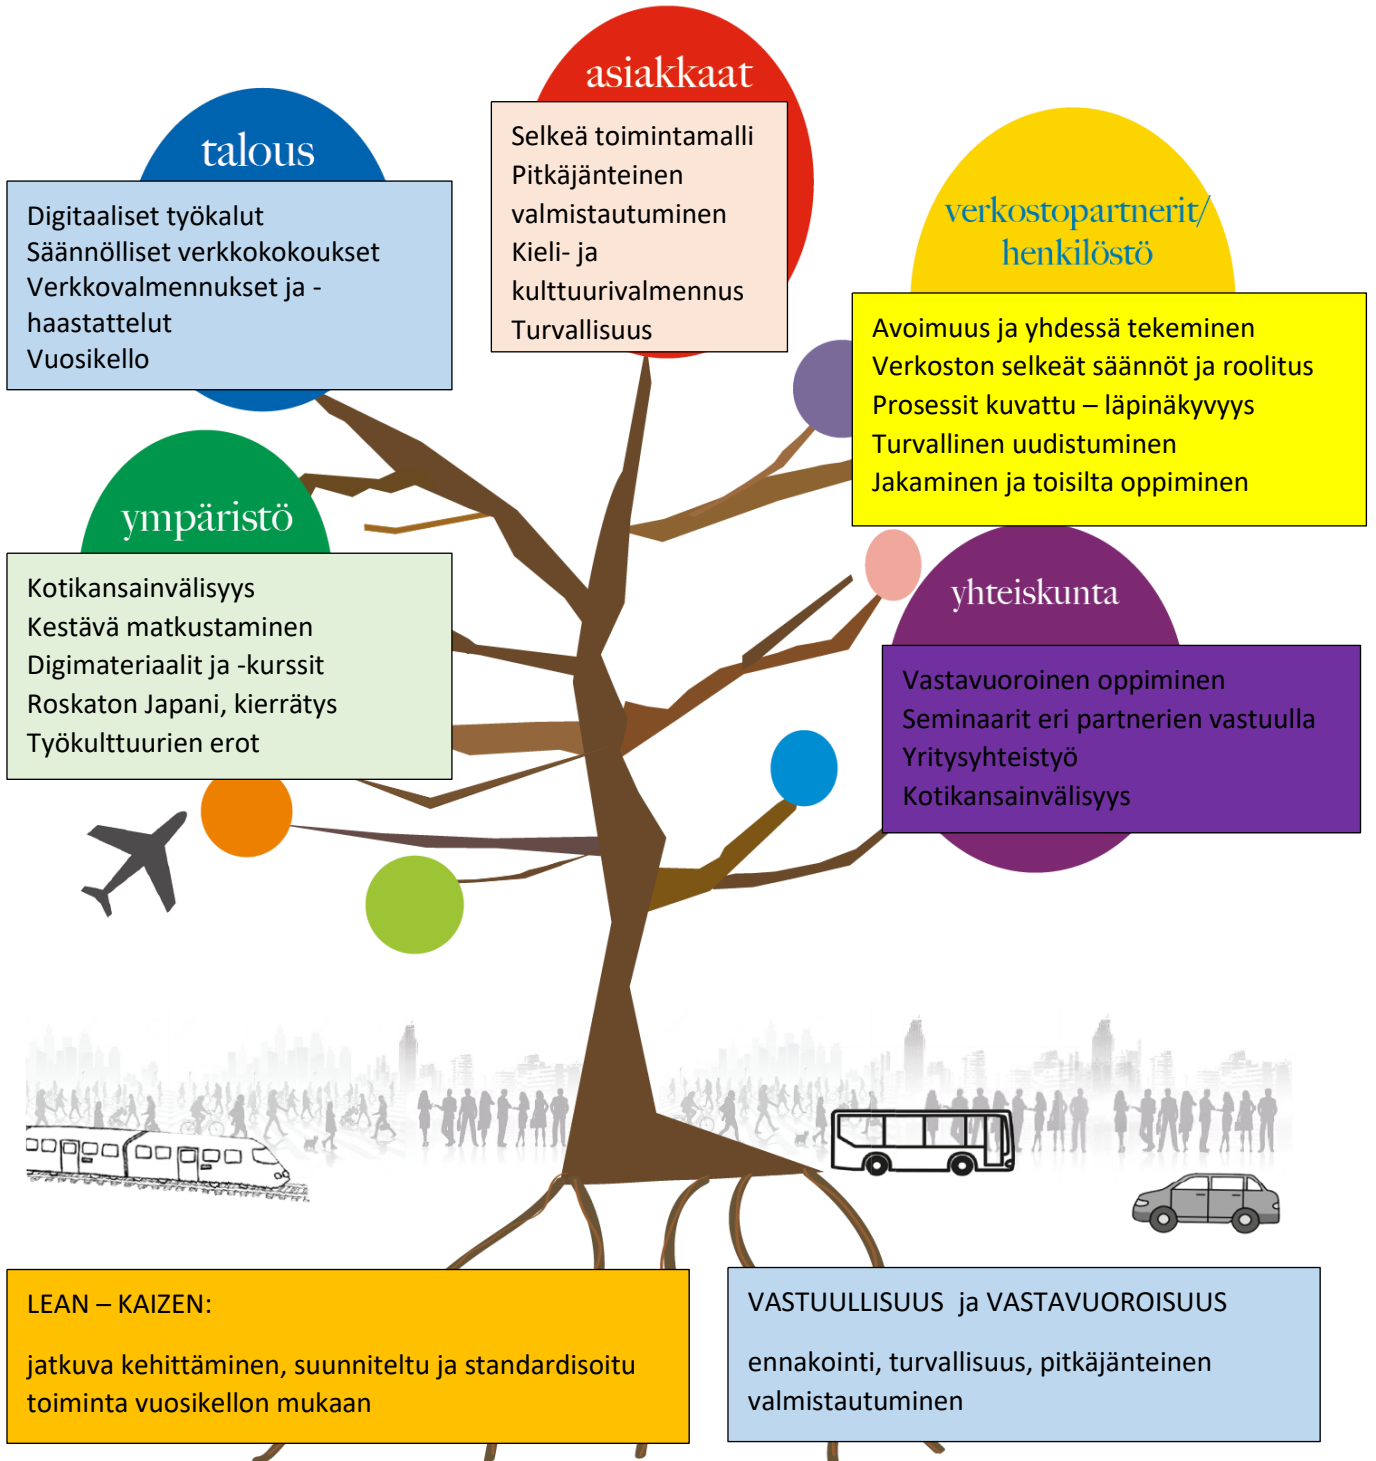 asiakkaat
Selkeä toimintamalli
Pitkäjänteinen
valmistautuminen
Kieli- ja
kulttuurivalmennus
Turvallisuus
talous
Digitaaliset työkalut
Säännölliset verkkokokoukset
Verkkovalmennukset ja -
haastattelut
Vuosikello
verkostopartnerit/
henkilöstö
Avoimuus ja yhdessä tekeminen
Verkoston selkeät säännöt ja roolitus
Prosessit kuvattu – läpinäkyvyys
Turvallinen uudistuminen
Jakaminen ja toisilta oppiminen
ympäristö
Kotikansainvälisyys
Kestävä matkustaminen
Digimateriaalit ja -kurssit
Roskaton Japani, kierrätys
Työkulttuurien erot
yhteiskunta
Vastavuoroinen oppiminen
Seminaarit eri partnerien vastuulla
Yritysyhteistyö
Kotikansainvälisyys
LEAN – KAIZEN:
jatkuva kehittäminen, suunniteltu ja standardisoitu
toiminta vuosikellon mukaan
VASTUULLISUUS ja VASTAVUOROISUUS
ennakointi, turvallisuus, pitkäjänteinen
valmistautuminen